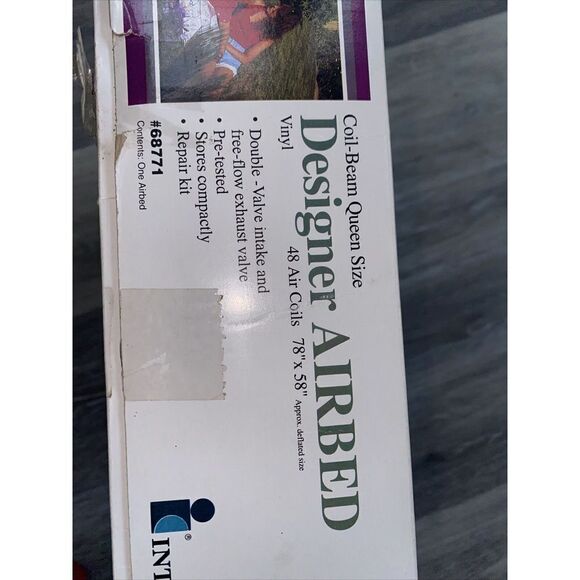 Coil-Beam Queen Size
Designer AIRBED
Vinyl 48 Air Coils 78"x 58" Approx. deflated size
• Double -Valve intake and
free-flow exhaust valve
• Pre-tested
• Stores compactly
• Repair kit
#68771
Contents: One Airbed
®
INT